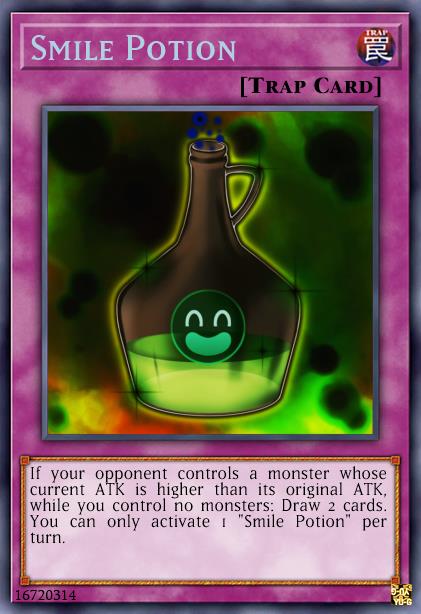 Smile Potion
TRAP
罠
[Trap Card]
If your opponent controls a monster whose
current ATK is higher than its original ATK,
while you control no monsters: Draw 2 cards.
You can only activate 1 "Smile Potion" per
turn.
16720314